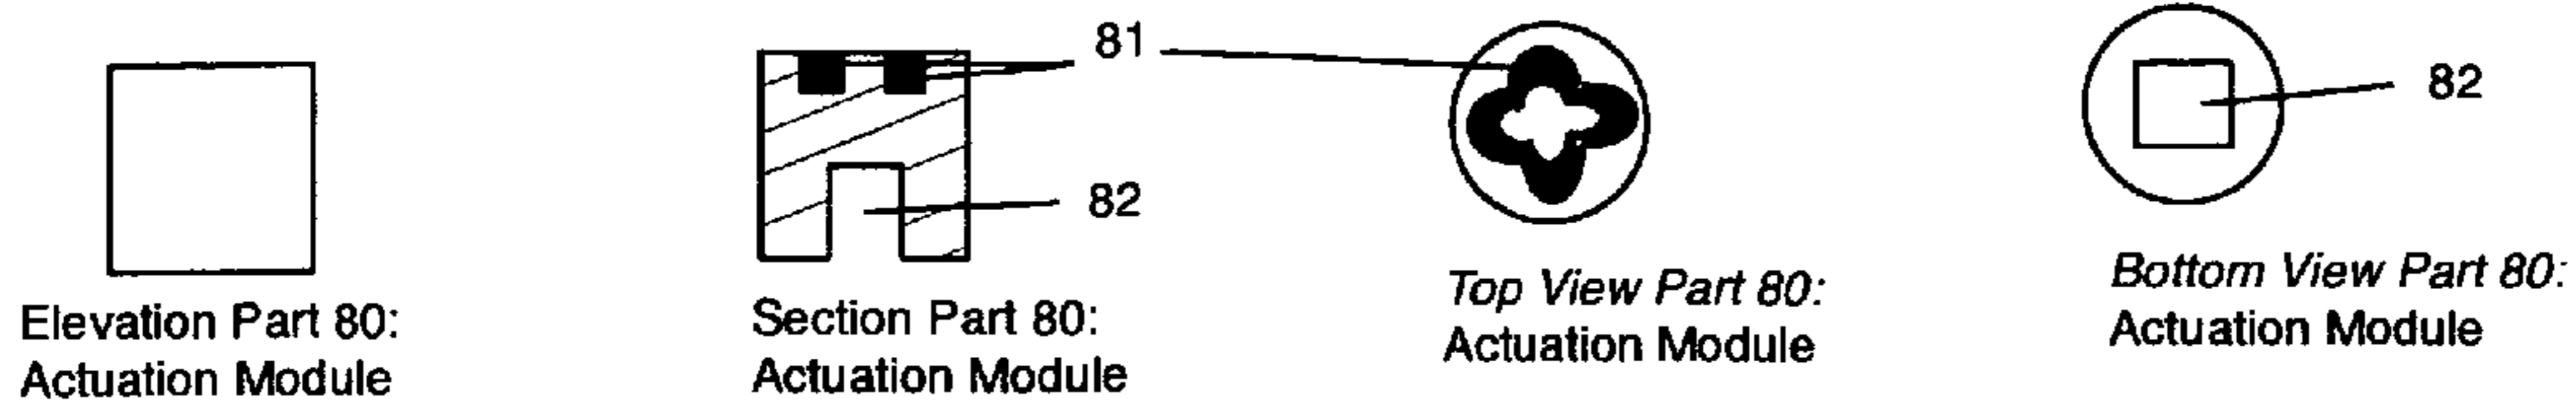 81
82
82
Elevation Part 80:
Actuation Module
Section Part 80:
Actuation Module
Top View Part 80:
Actuation Module
Bottom View Part 80:
Actuation Module